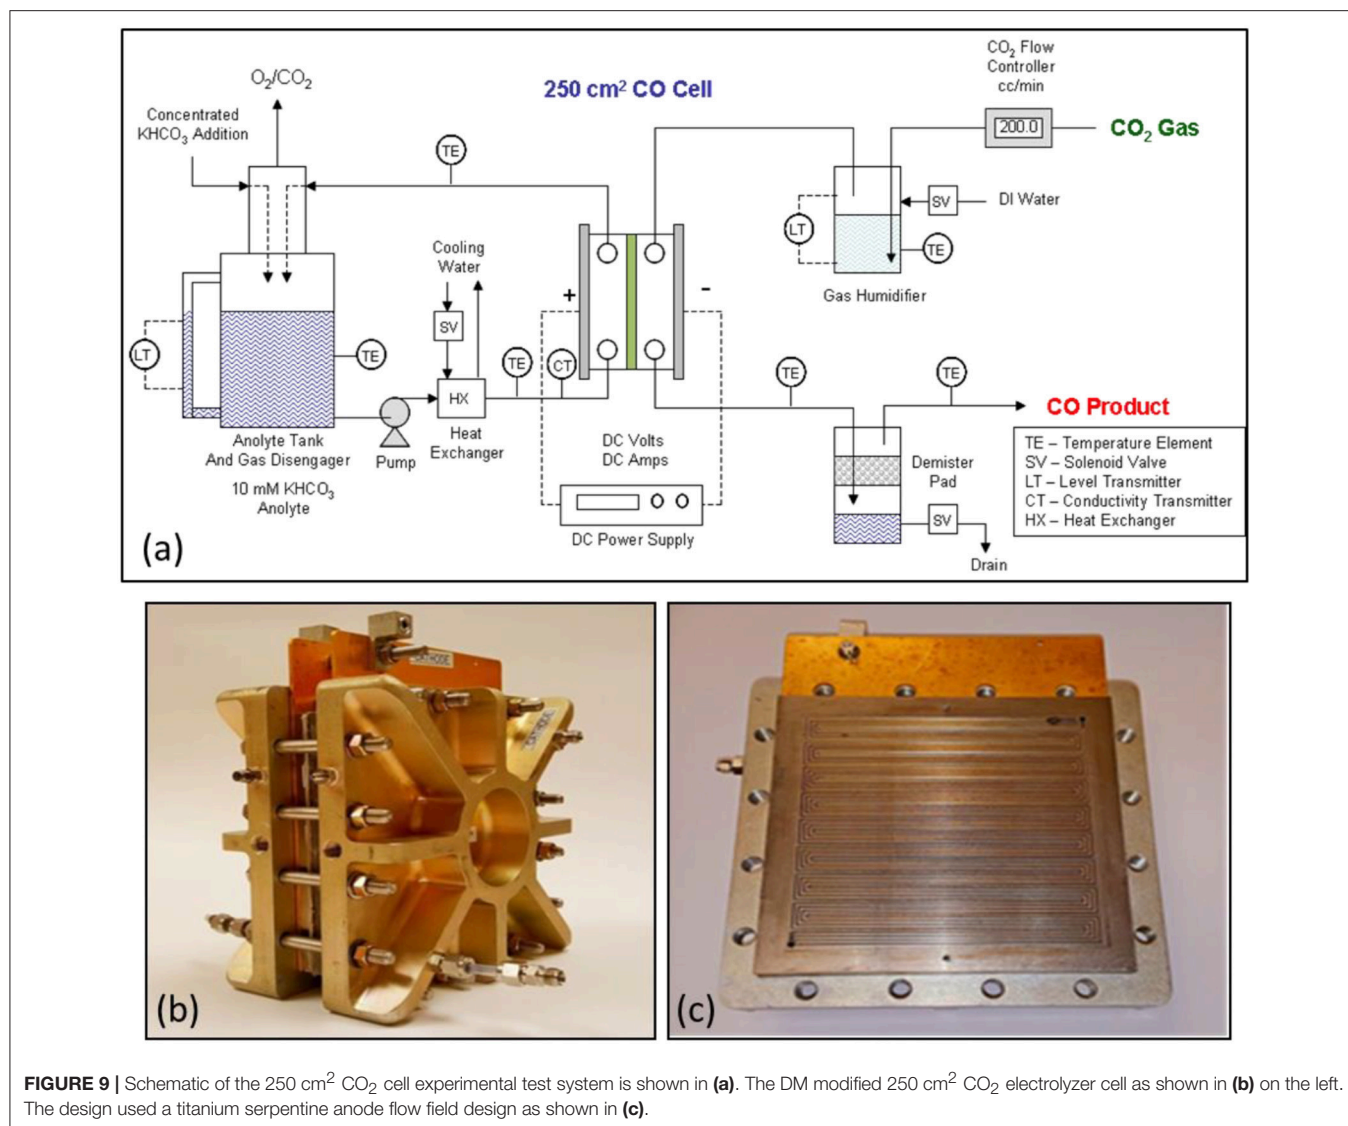 O₂/CO₂
250 cm² CO Cell
CO₂ Flow
Controller
cc/min
200.0
CO₂ Gas
Concentrated
KHCO₃ Addition
TE
SV
DI Water
LT
TE
Gas Humidifier
Cooling
Water
+
-
SV
LT
TE
TE
CT
HX
TE
TE
Heat
Exchanger
Pump
Anolyte Tank
And Gas Disengager
10 mM KHCO₃
Anolyte
DC Volts
DC Amps
DC Power Supply
CO Product
Demister
Pad
SV
Drain
TE – Temperature Element
SV – Solenoid Valve
LT – Level Transmitter
CT – Conductivity Transmitter
HX – Heat Exchanger
(a)
CATHODE
CATHODE
(b)
(c)
FIGURE 9 | Schematic of the 250 cm² CO₂ cell experimental test system is shown in (a). The DM modified 250 cm² CO₂ electrolyzer cell as shown in (b) on the left.
The design used a titanium serpentine anode flow field design as shown in (c).